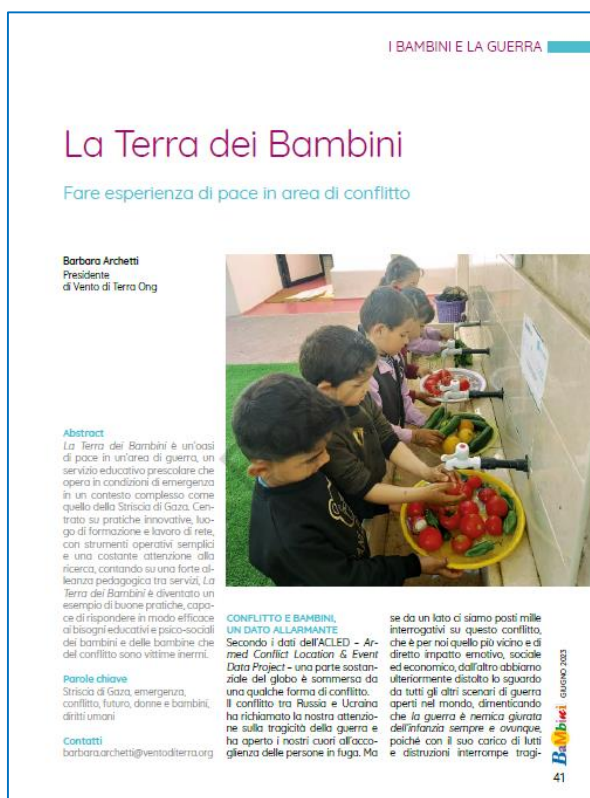 I BAMBINI E LA GUERRA
La Terra dei Bambini
Fare esperienza di pace in area di conflitto
Barbara Archetti
Presidente
di Vento di Terra Ong
Abstract
La Terra dei Bambini è un'oasi
di pace in un'area di guerra, un
servizio educativo prescolare che
opera in condizioni di emergenza
in un contesto complesso come
quello della Striscia di Gaza. Cen-
trato su pratiche innovative, luo-
go di formazione e lavoro di rete,
con strumenti operativi semplici
e una costante attenzione alla
ricerca, contando su una forte al-
leanza pedagogica tra servizi, La
Terra dei Bambini è diventato un
esempio di buone pratiche, capa-
ce di rispondere in modo efficace
ai bisogni educativi e psico-sociali
dei bambini e delle bambine che
del conflitto sono vittime inermi.
Parole chiave
Striscia di Gaza, emergenza,
conflitto, futuro, donne e bambini,
diritti umani
Contatti
barbara.archetti@ventoditerra.org
CONFLITTO E BAMBINI,
UN DATO ALLARMANTE
Secondo i dati dell'ACLED – Ar-
med Conflict Location & Event
Data Project – una parte sostan-
ziale del globo è sommersa da
una qualche forma di conflitto.
Il conflitto tra Russia e Ucraina
ha richiamato la nostra attenzio-
ne sulla tragicità della guerra e
ha aperto i nostri cuori all'acco-
glienza delle persone in fuga. Ma
se da un lato ci siamo posti mille
interrogativi su questo conflitto,
che è per noi quello più vicino e di
diretto impatto emotivo, sociale
ed economico, dall'altro abbiamo
ulteriormente distolto lo sguardo
da tutti gli altri scenari di guerra
aperti nel mondo, dimenticando
che la guerra è nemica giurata
dell'infanzia sempre e ovunque,
poiché con il suo carico di lutti
e distruzioni interrompe tragi-
BaMbini GIUGNO 2023
41